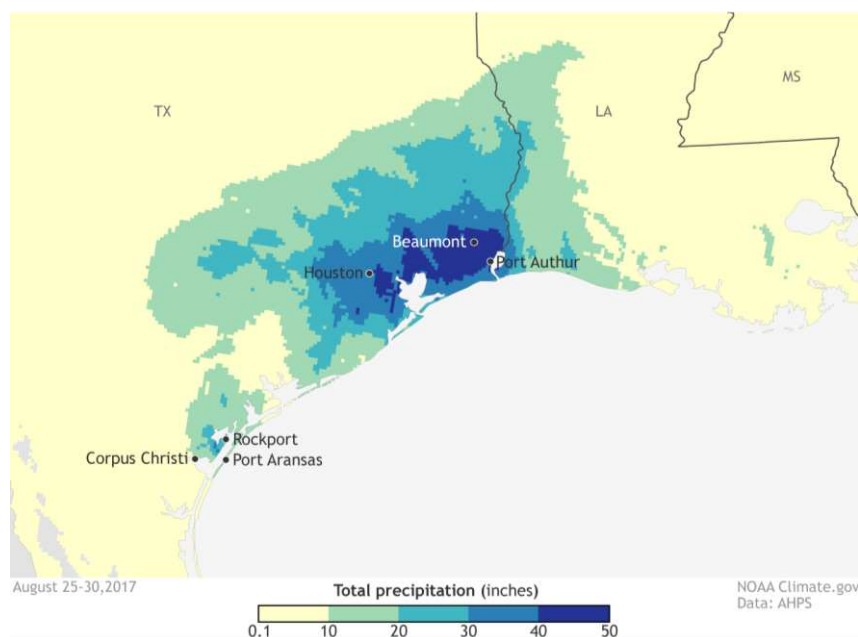 TX
LA
MS
Beaumont
Houston
Port Authur
Rockport
Corpus Christi
Port Aransas
August 25-30,2017
Total precipitation (inches)
0.1 10 20 30 40 50
NOAA Climate.gov
Data: AHPS